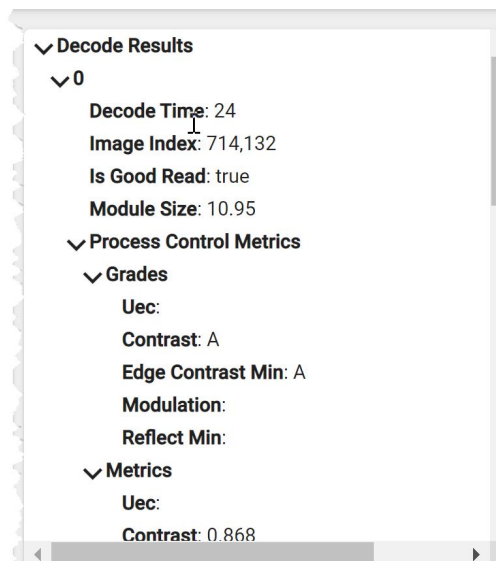 Decode Results
0
Decode Time: 24
Image Index: 714,132
Is Good Read: true
Module Size: 10.95
Process Control Metrics
Grades
Uec:
Contrast: A
Edge Contrast Min: A
Modulation:
Reflect Min:
Metrics
Uec:
Contrast: 0.868